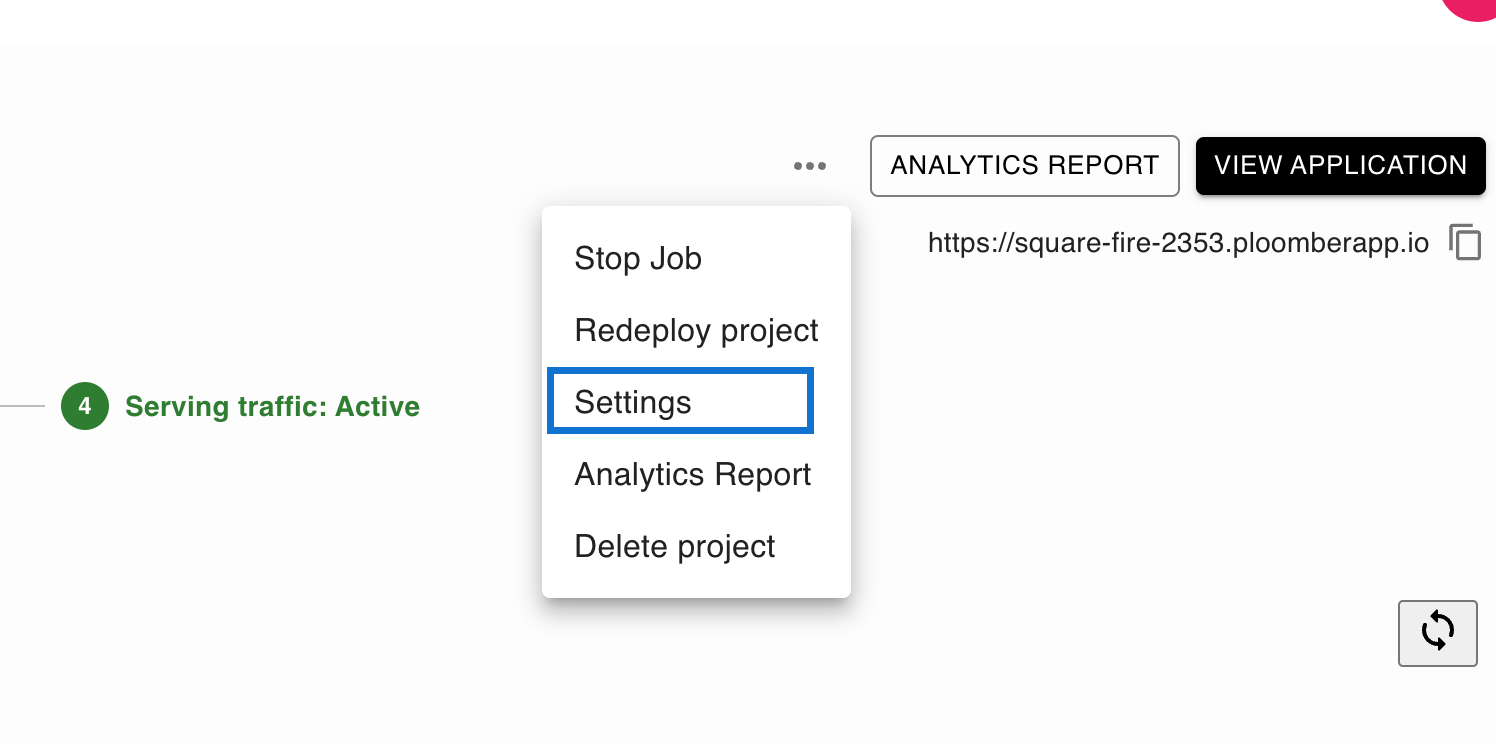 ANALYTICS REPORT
VIEW APPLICATION
https://square-fire-2353.ploomberapp.io
Stop Job
Redeploy project
Settings
Analytics Report
Delete project
4 Serving traffic: Active